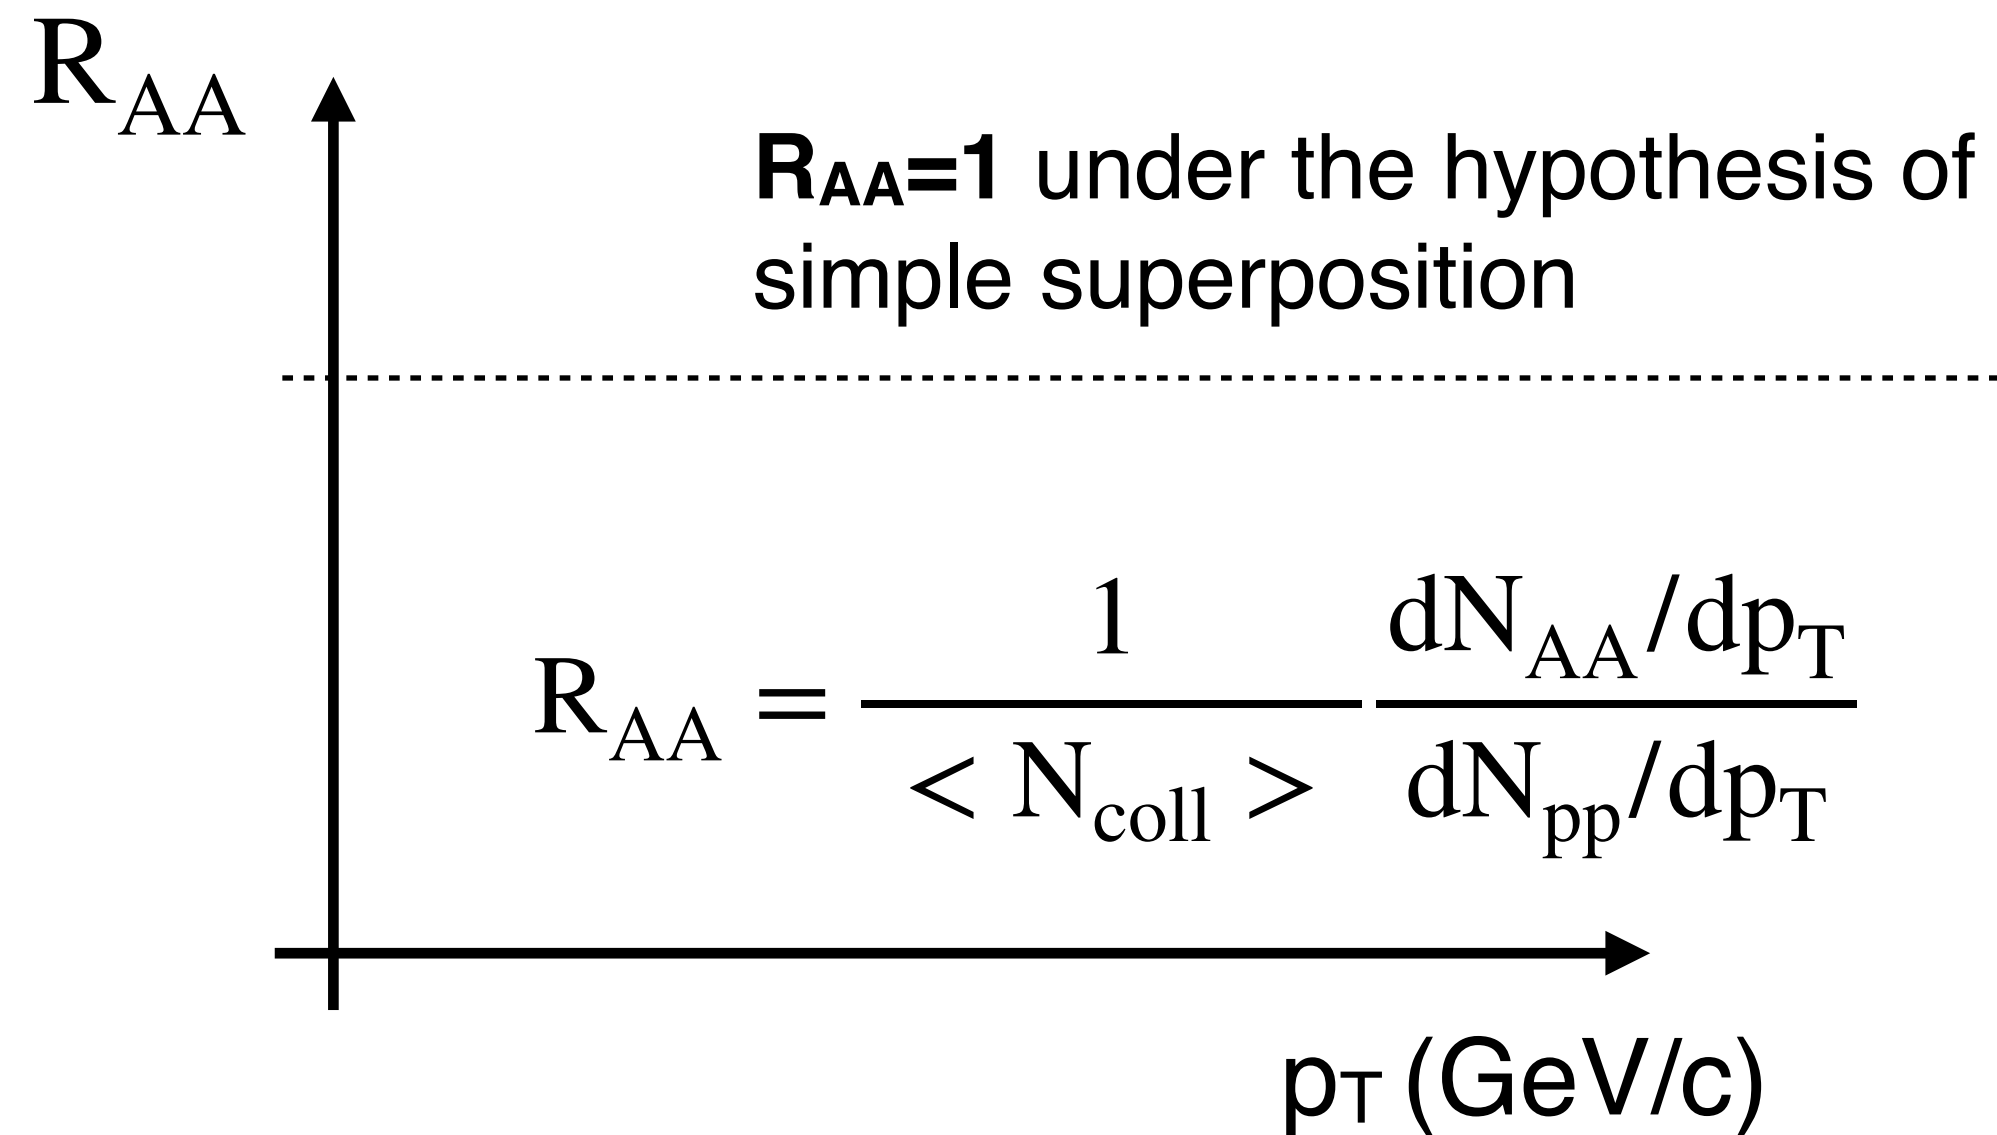 R_AA
R_AA=1 under the hypothesis of
simple superposition
R_AA = 1 / < N_coll > dN_AA/dp_T / dN_pp/dp_T
p_T (GeV/c)